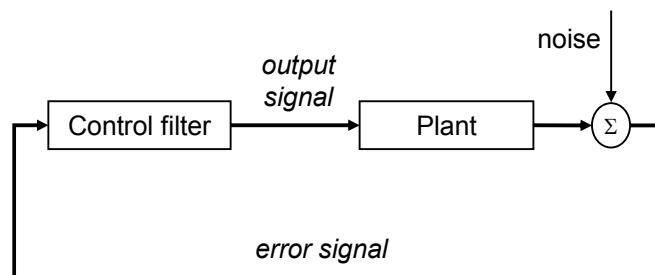 noise
output
signal
Control filter
Plant
Σ
error signal